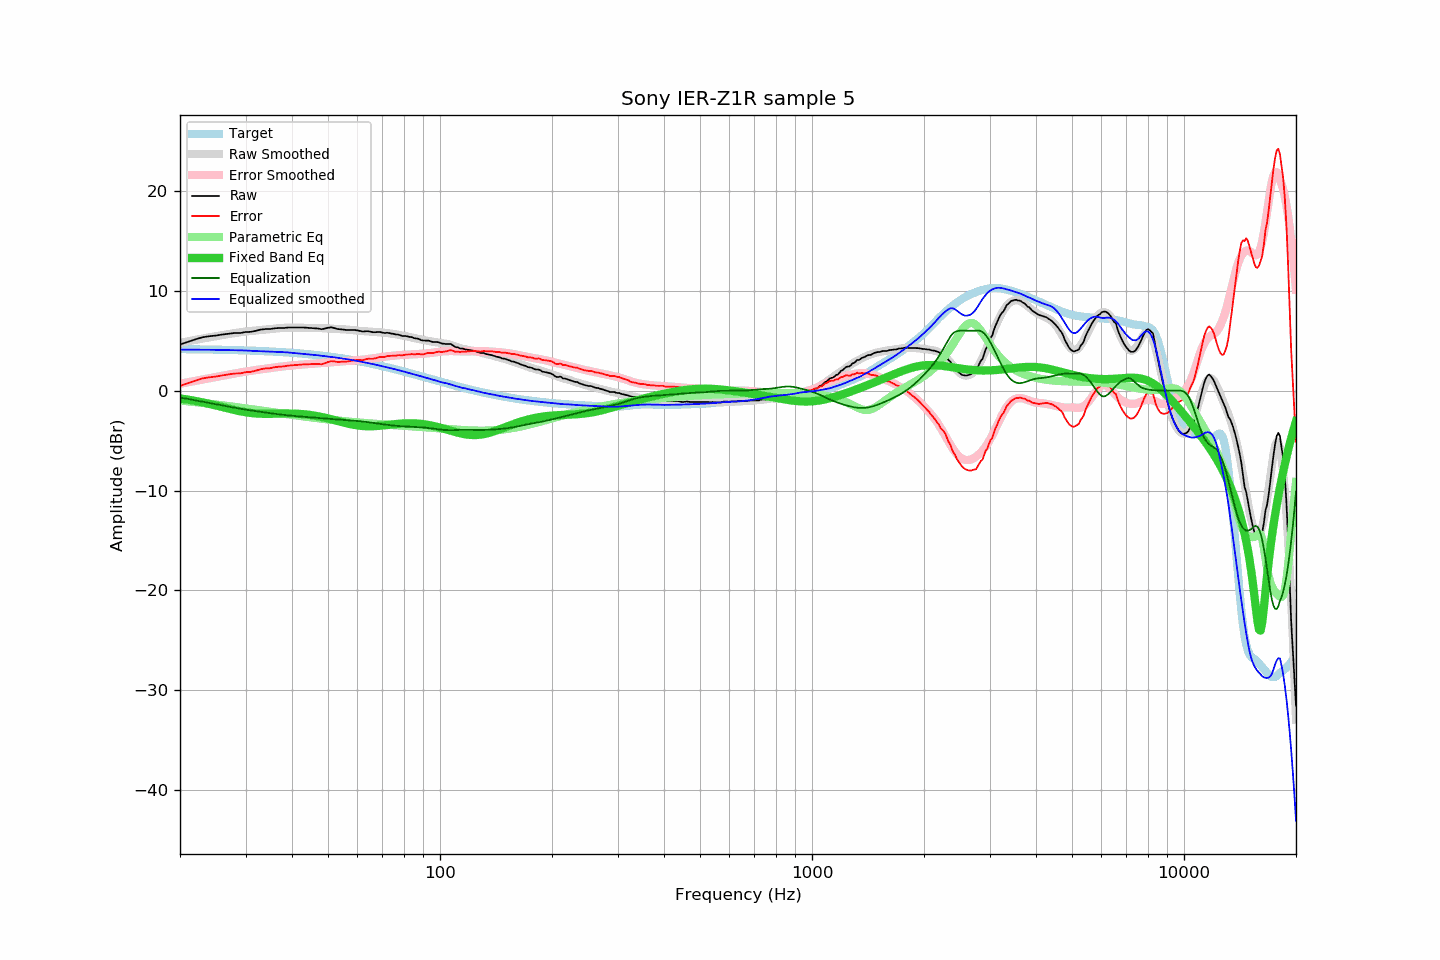 Sony IER-Z1R sample 5
Target
Raw Smoothed
Error Smoothed
Raw
Error
Parametric Eq
Fixed Band Eq
Equalization
Equalized smoothed
20
10
0
−10
−20
−30
−40
Amplitude (dBr)
100 1000 10000
Frequency (Hz)